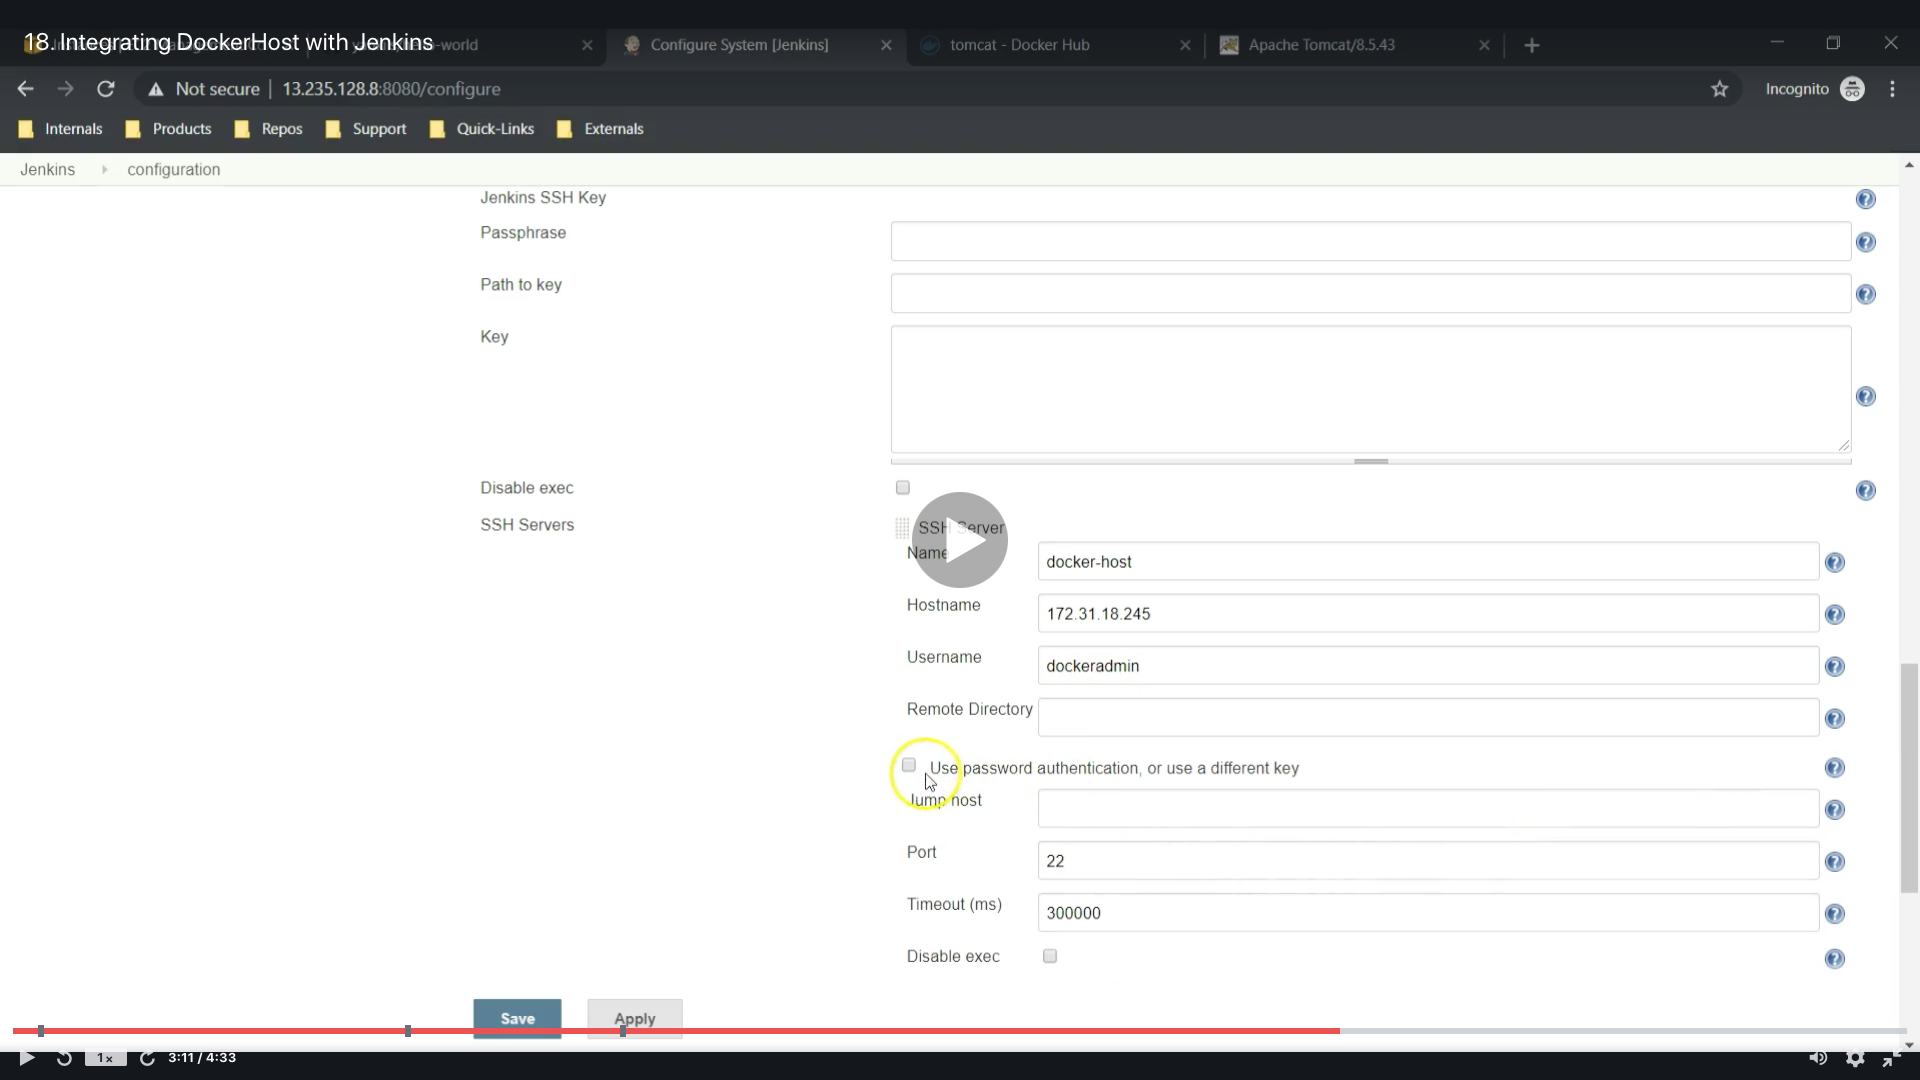 18. Integrating DockerHost with Jenkins
Configure System [Jenkins]
tomcat - Docker Hub
Apache Tomcat/8.5.43
Not secure
13.235.128.8:8080/configure
Incognito
Internals
Products
Repos
Support
Quick-Links
Externals
Jenkins
configuration
Jenkins SSH Key
Passphrase
Path to key
Key
Disable exec
SSH Servers
SSH Server
Name
docker-host
Hostname
172.31.18.245
Username
dockeradmin
Remote Directory
Use password authentication, or use a different key
Jump host
Port
22
Timeout (ms)
300000
Disable exec
Save
Apply
1x
3:11 / 4:33